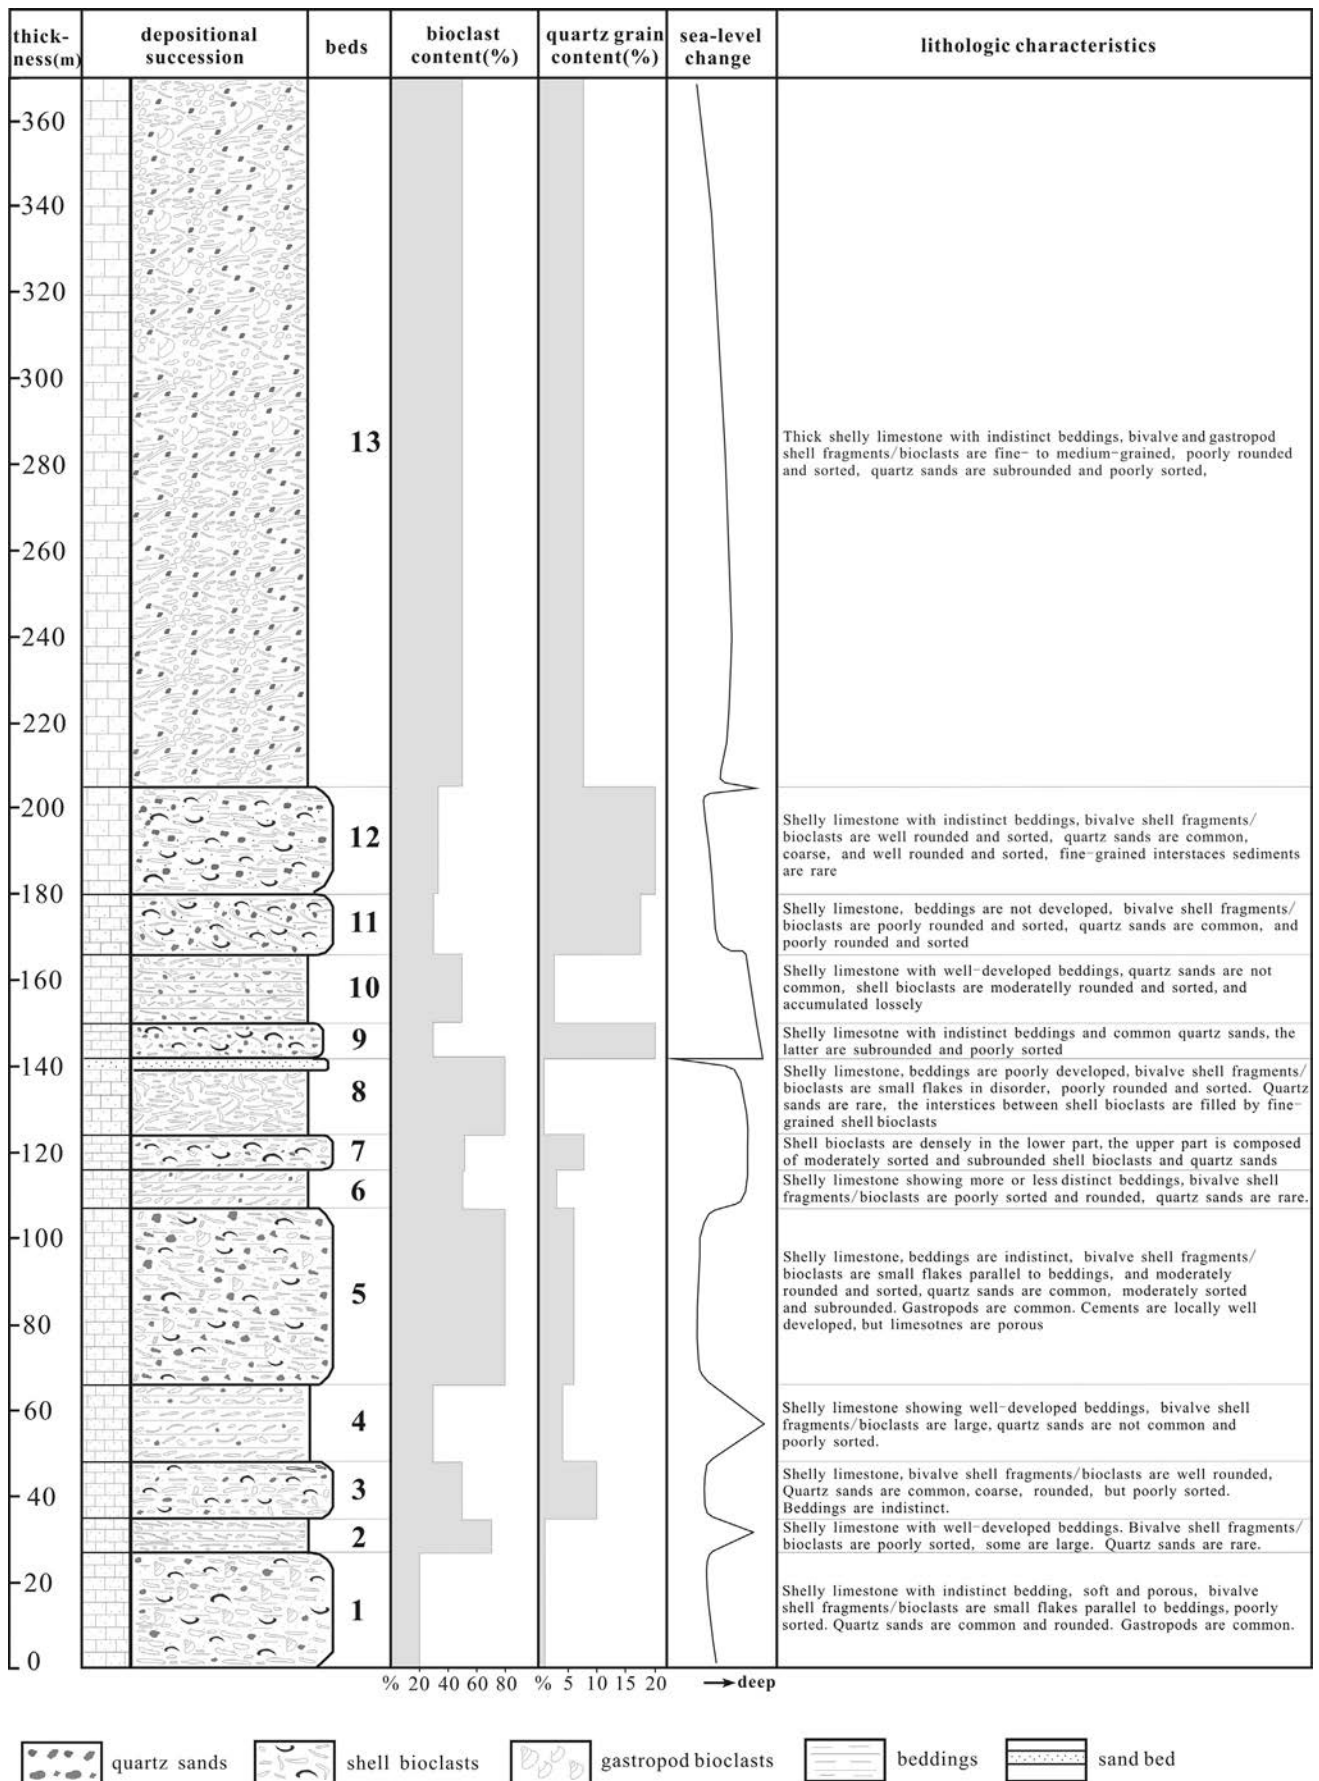 thick-
ness(m)
depositional
succession
beds
bioclast
content(%)
quartz grain
content(%)
sea-level
change
lithologic characteristics
360
340
320
300
280
260
240
220
200
180
160
140
120
100
80
60
40
20
0
13
Thick shelly limestone with indistinct beddings, bivalve and gastropod
shell fragments/bioclasts are fine- to medium-grained, poorly rounded
and sorted, quartz sands are subrounded and poorly sorted,
12
Shelly limestone with indistinct beddings, bivalve shell fragments/
bioclasts are well rounded and sorted, quartz sands are common,
coarse, and well rounded and sorted, fine-grained interstaces sediments
are rare
11
Shelly limestone, beddings are not developed, bivalve shell fragments/
bioclasts are poorly rounded and sorted, quartz sands are common, and
poorly rounded and sorted
10
Shelly limestone with well-developed beddings, quartz sands are not
common, shell bioclasts are moderatelly rounded and sorted, and
accumulated lossely
9
Shelly limesotne with indistinct beddings and common quartz sands, the
latter are subrounded and poorly sorted
8
Shelly limestone, beddings are poorly developed, bivalve shell fragments/
bioclasts are small flakes in disorder, poorly rounded and sorted. Quartz
sands are rare, the interstices between shell bioclasts are filled by fine-
grained shell bioclasts
7
Shell bioclasts are densely in the lower part, the upper part is composed
of moderately sorted and subrounded shell bioclasts and quartz sands
6
Shelly limestone showing more or less distinct beddings, bivalve shell
fragments/bioclasts are poorly sorted and rounded, quartz sands are rare.
5
Shelly limestone, beddings are indistinct, bivalve shell fragments/
bioclasts are small flakes parallel to beddings, and moderately
rounded and sorted, quartz sands are common, moderately sorted
and subrounded. Gastropods are common. Cements are locally well
developed, but limesotnes are porous
4
Shelly limestone showing well-developed beddings, bivalve shell
fragments/bioclasts are large, quartz sands are not common and
poorly sorted.
3
Shelly limestone, bivalve shell fragments/bioclasts are well rounded,
Quartz sands are common, coarse, rounded, but poorly sorted.
Beddings are indistinct.
2
Shelly limestone with well-developed beddings. Bivalve shell fragments/
bioclasts are poorly sorted, some are large. Quartz sands are rare.
1
Shelly limestone with indistinct bedding, soft and porous, bivalve
shell fragments/bioclasts are small flakes parallel to beddings, poorly
sorted. Quartz sands are common and rounded. Gastropods are common.
% 20 40 60 80
% 5 10 15 20
deep
quartz sands
shell bioclasts
gastropod bioclasts
beddings
sand bed